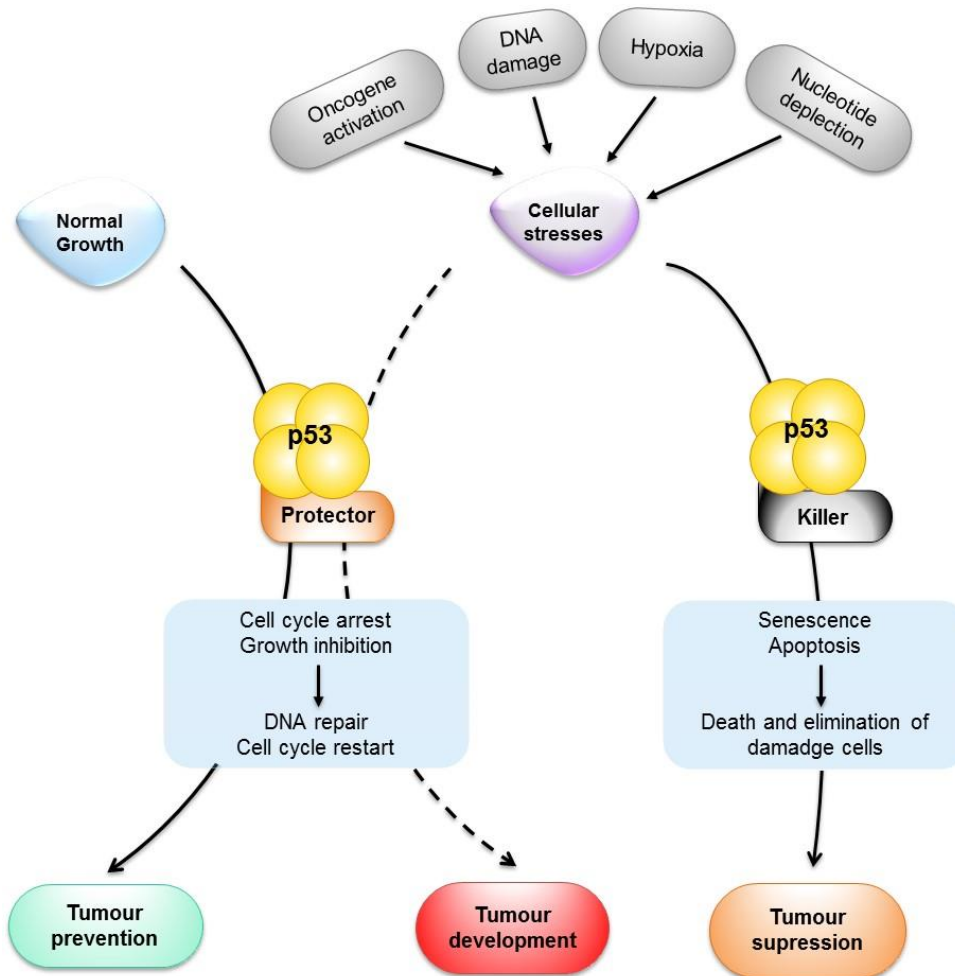 Oncogene
activation
DNA
damage
Hypoxia
Nucleotide
deplection
Normal
Growth
Cellular
stresses
p53
Protector
p53
Killer
Cell cycle arrest
Growth inhibition
DNA repair
Cell cycle restart
Senescence
Apoptosis
Death and elimination of
damadge cells
Tumour
prevention
Tumour
development
Tumour
supression